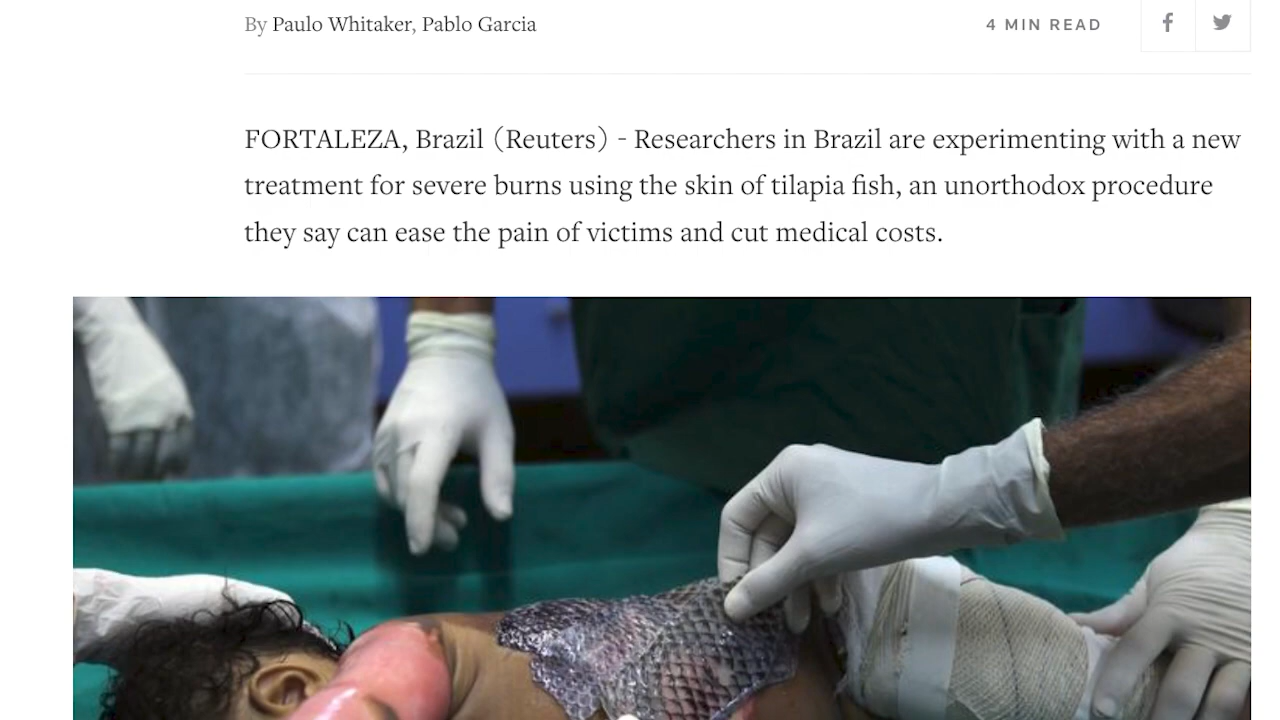 By Paulo Whitaker, Pablo Garcia
4 MIN READ
FORTALEZA, Brazil (Reuters) - Researchers in Brazil are experimenting with a new
treatment for severe burns using the skin of tilapia fish, an unorthodox procedure
they say can ease the pain of victims and cut medical costs.